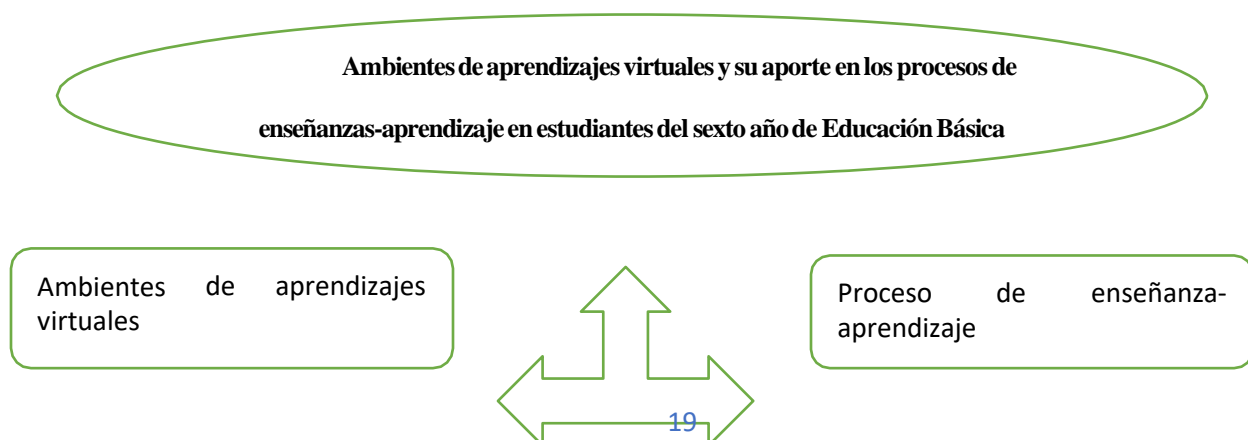 Ambientes de aprendizajes virtuales y su aporte en los procesos de
enseñanzas-aprendizaje en estudiantes del sexto año de Educación Básica
Ambientes de aprendizajes
virtuales
Proceso de enseñanza-
aprendizaje
19